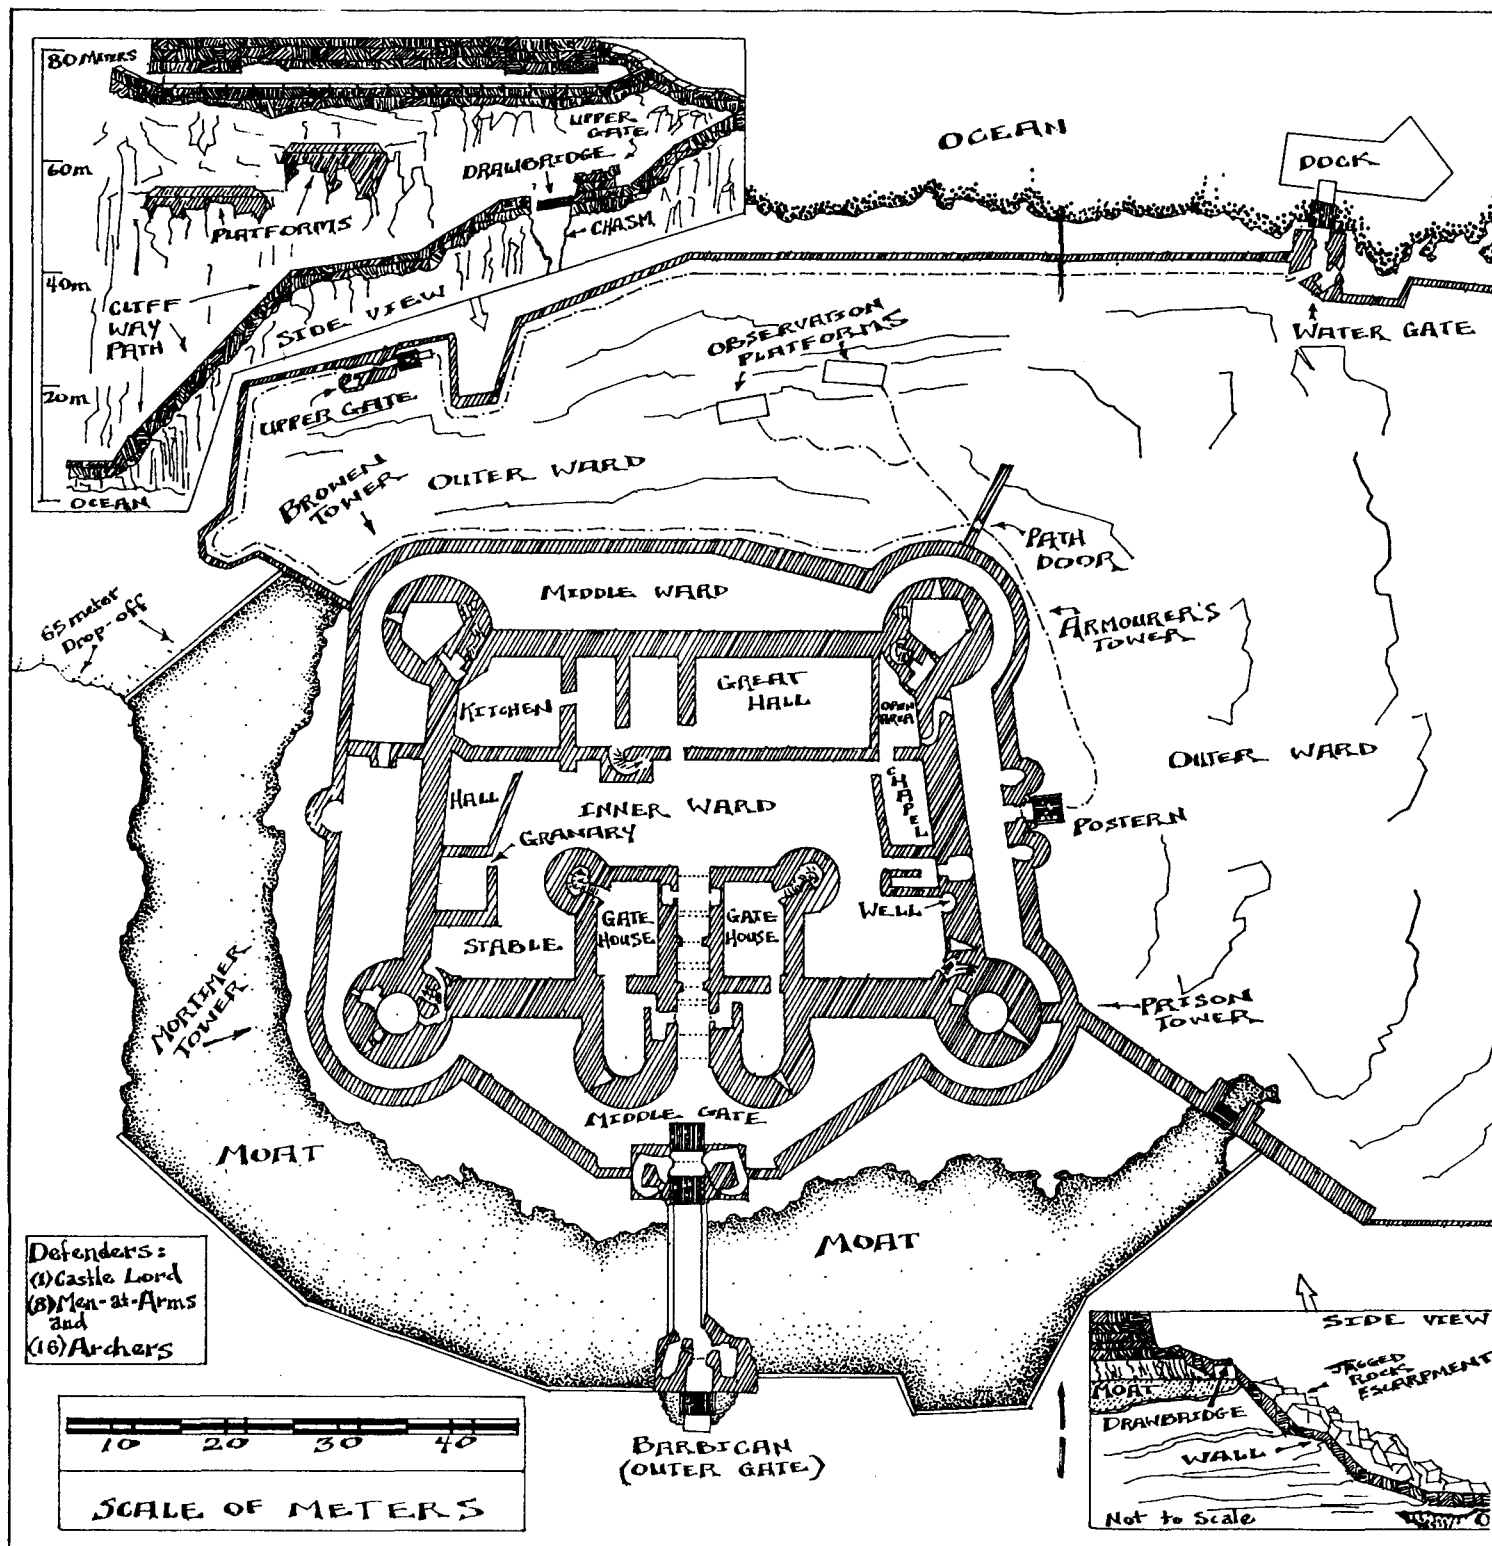 80 METERS
UPPER
GATE
DRAWBRIDGE
60m
PLATFORMS
CHASM
40m
CLIFF
WAY
PATH
SIDE VIEW
20m
OCEAN
OCEAN
DOCK
WATER GATE
OBSERVATION
PLATFORMS
UPPER GATE
OUTER WARD
BROWEN
TOWER
PATH
DOOR
MIDDLE WARD
65 meter
Drop-off
ARMOURER'S
TOWER
KITCHEN
GREAT
HALL
OPEN
AREA
OUTER WARD
HALL
INNER WARD
CHAPEL
GRANARY
POSTERN
WELL
GATE
HOUSE
GATE
HOUSE
STABLE
MORTIMER
TOWER
PRISON
TOWER
MIDDLE GATE
MOAT
MOAT
Defenders:
(1) Castle Lord
(8) Men-at-Arms
and
(16) Archers
10 20 30 40
SCALE OF METERS
BARBICAN
(OUTER GATE)
SIDE VIEW
JAGGED
ROCKS
ESCARPMENT
MOAT
DRAWBRIDGE
WALL
Not to Scale
O